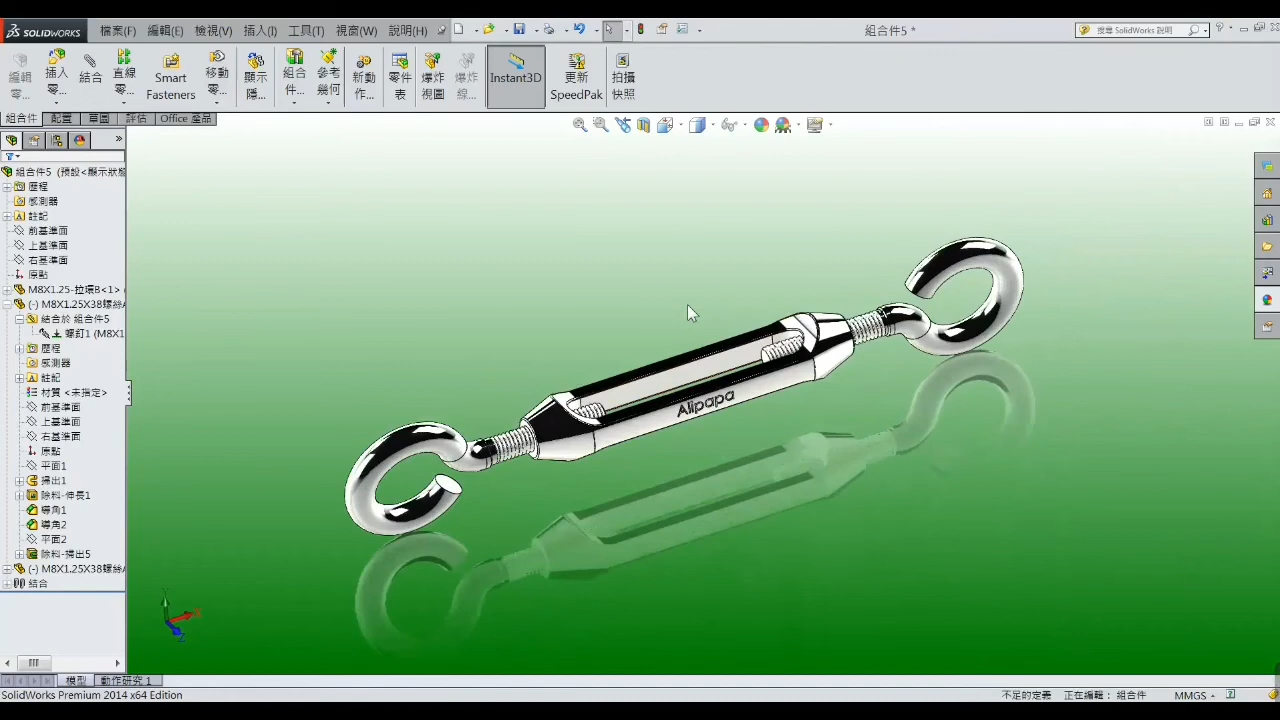 SOLIDWORKS 檔案(F) 編輯(E) 檢視(V) 插入(I) 工具(T) 視窗(W) 說明(H) 組合件5 * 搜尋 SolidWorks 說明
編輯零... 插入零... 結合 直線零... Smart Fasteners 移動零... 顯示隱... 組合件... 參考幾何 新動作... 零件表 爆炸視圖 爆炸線... Instant3D 更新 SpeedPak 拍攝快照
組合件 配置 草圖 評估 Office 產品
組合件5 (預設<顯示狀態
歷程
感測器
註記
前基準面
上基準面
右基準面
原點
M8X1.25-拉環B<1> (
(-) M8X1.25X38螺絲A
結合於 組合件5
螺釘1 (M8X1
歷程
感測器
註記
材質 <未指定>
前基準面
上基準面
右基準面
原點
平面1
掃出1
除料-伸長1
導角1
導角2
平面2
除料-掃出5
(-) M8X1.25X38螺絲A
結合
Alipapa
X
Z
模型 動作研究 1
SolidWorks Premium 2014 x64 Edition 不足的定義 正在編輯： 組合件 MMGS